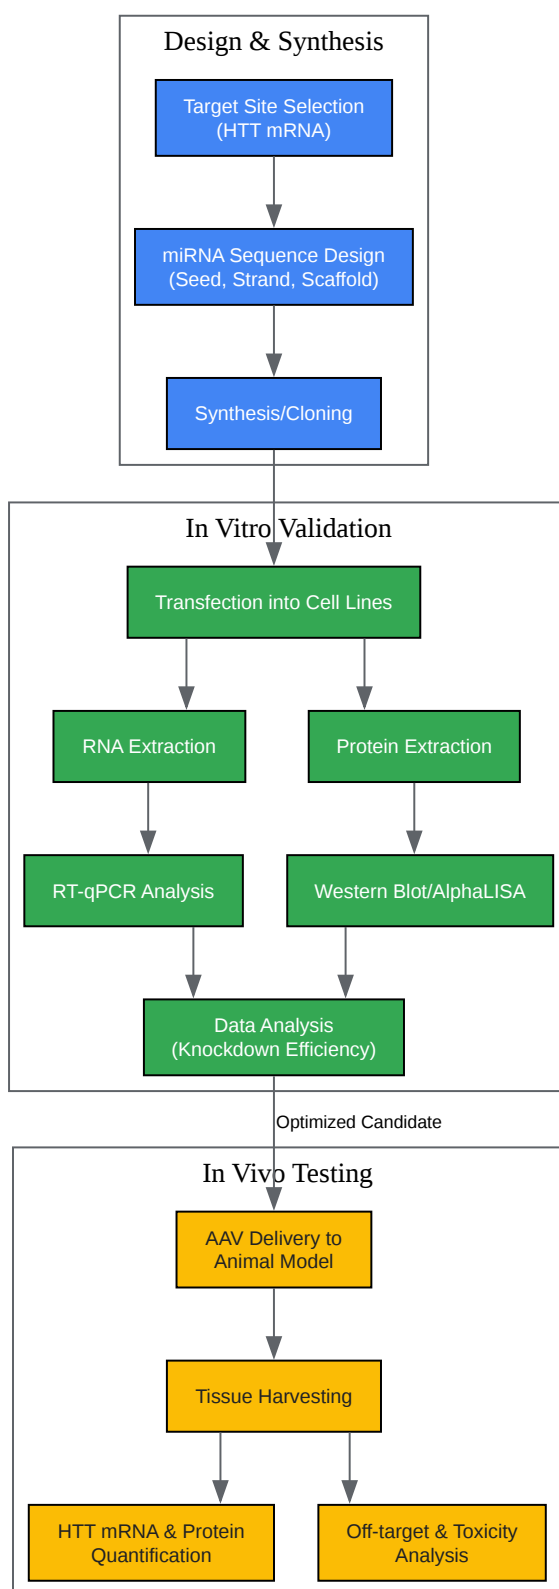 Design & Synthesis
Target Site Selection
(HTT mRNA)
miRNA Sequence Design
(Seed, Strand, Scaffold)
Synthesis/Cloning
In Vitro Validation
Transfection into Cell Lines
RNA Extraction
Protein Extraction
RT-qPCR Analysis
Western Blot/AlphaLISA
Data Analysis
(Knockdown Efficiency)
Optimized Candidate
In Vivo Testing
AAV Delivery to
Animal Model
Tissue Harvesting
HTT mRNA & Protein
Quantification
Off-target & Toxicity
Analysis